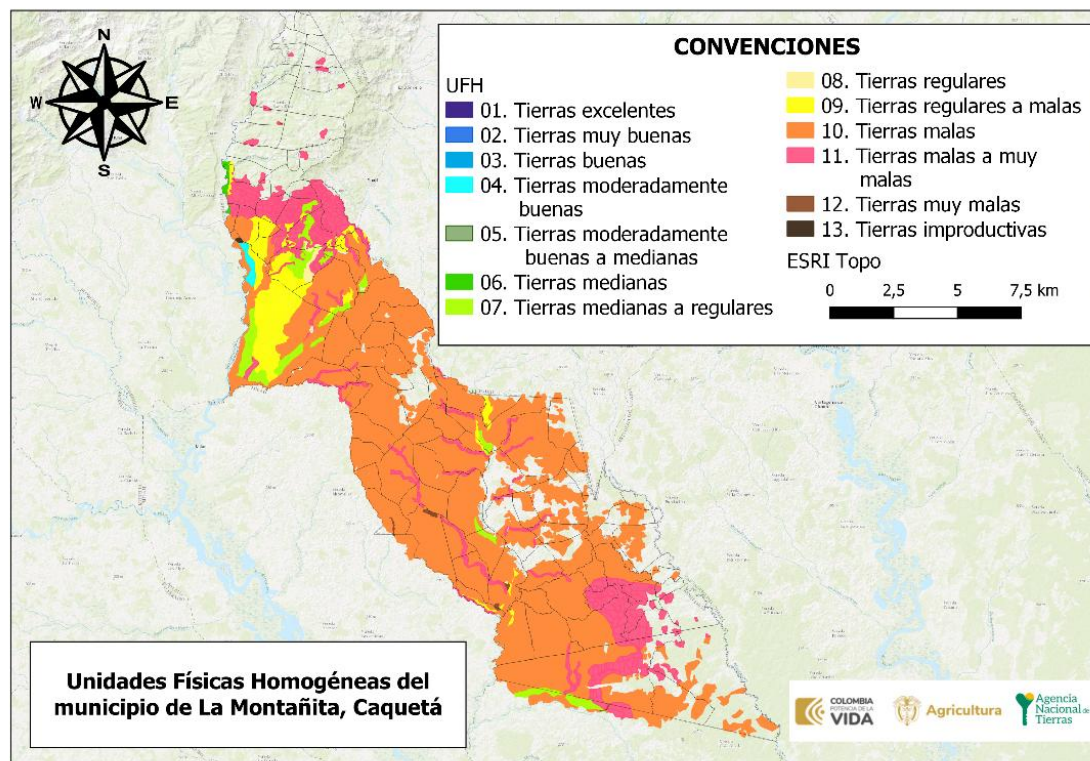 N
W
E
S
CONVENCIONES
UFH
01. Tierras excelentes
02. Tierras muy buenas
03. Tierras buenas
04. Tierras moderadamente
buenas
05. Tierras moderadamente
buenas a medianas
06. Tierras medianas
07. Tierras medianas a regulares
08. Tierras regulares
09. Tierras regulares a malas
10. Tierras malas
11. Tierras malas a muy
malas
12. Tierras muy malas
13. Tierras improductivas
ESRI Topo
0 2,5 5 7,5 km
Unidades Físicas Homogéneas del
municipio de La Montañita, Caquetá
COLOMBIA
POTENCIA DE LA
VIDA
Agricultura
Agencia
Nacional de
Tierras